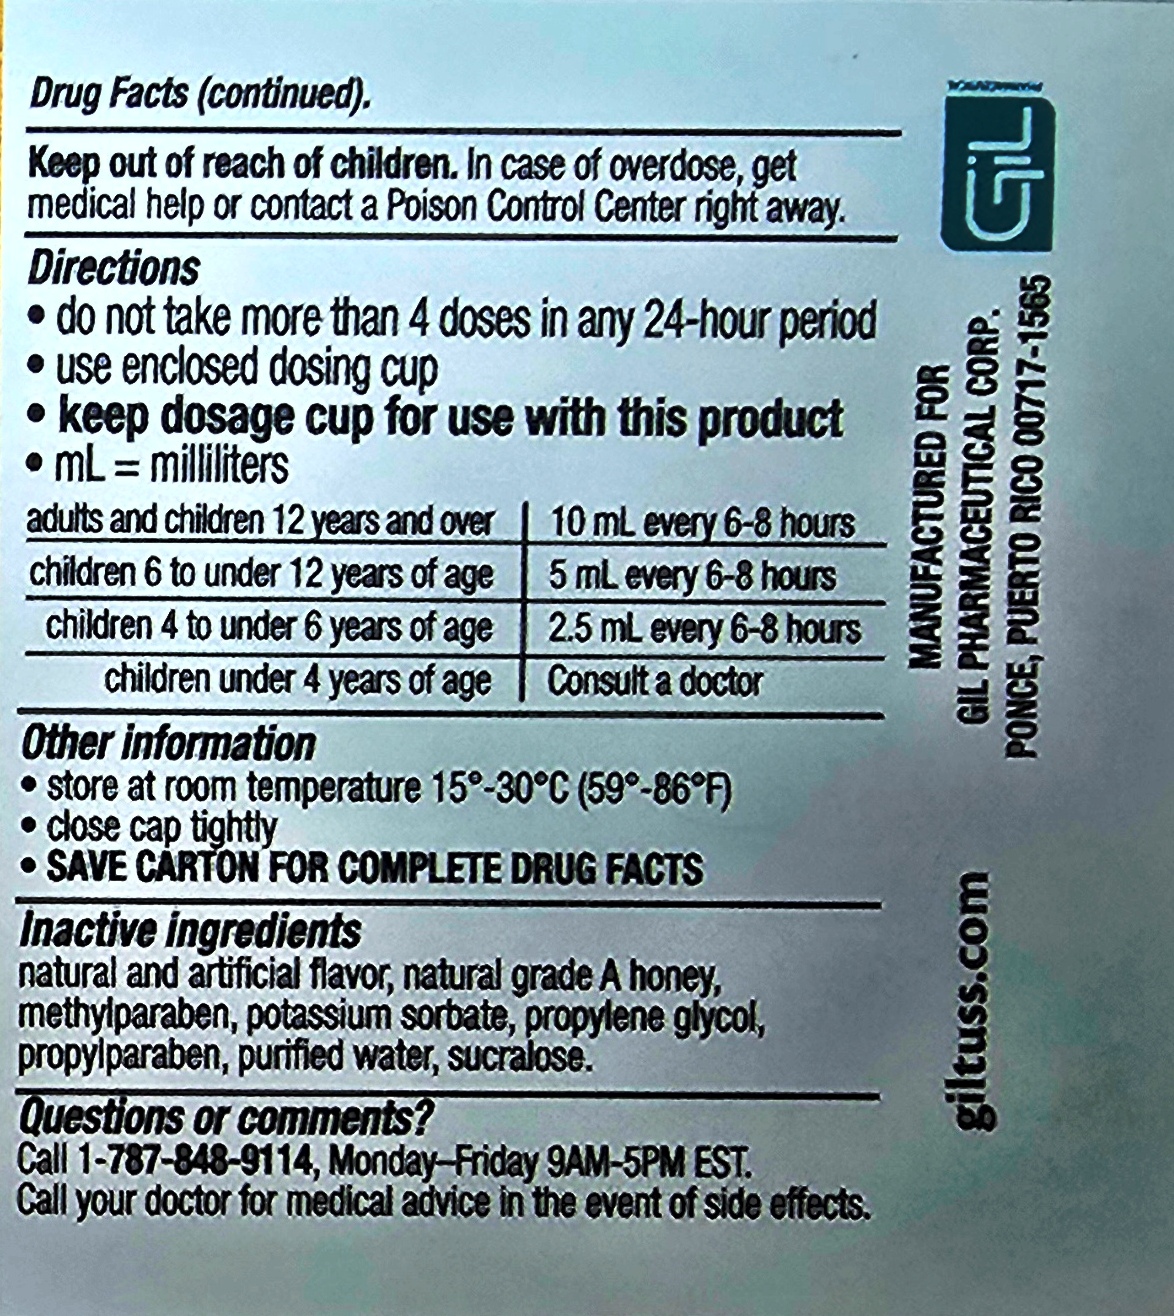 Drug Facts (continued).
Keep out of reach of children. In case of overdose, get
medical help or contact a Poison Control Center right away.
Directions
• do not take more than 4 doses in any 24-hour period
• use enclosed dosing cup
• keep dosage cup for use with this product
• mL = milliliters
adults and children 12 years and over | 10 mL every 6-8 hours
children 6 to under 12 years of age | 5 mL every 6-8 hours
children 4 to under 6 years of age | 2.5 mL every 6-8 hours
children under 4 years of age | Consult a doctor
Other information
• store at room temperature 15°-30°C (59°-86°F)
• close cap tightly
• SAVE CARTON FOR COMPLETE DRUG FACTS
Inactive ingredients
natural and artificial flavor, natural grade A honey,
methylparaben, potassium sorbate, propylene glycol,
propylparaben, purified water, sucralose.
Questions or comments?
Call 1-787-848-9114, Monday–Friday 9AM-5PM EST.
Call your doctor for medical advice in the event of side effects.
GiL
MANUFACTURED FOR
GIL PHARMACEUTICAL CORP.
PONCE, PUERTO RICO 00717-1565
giltuss.com